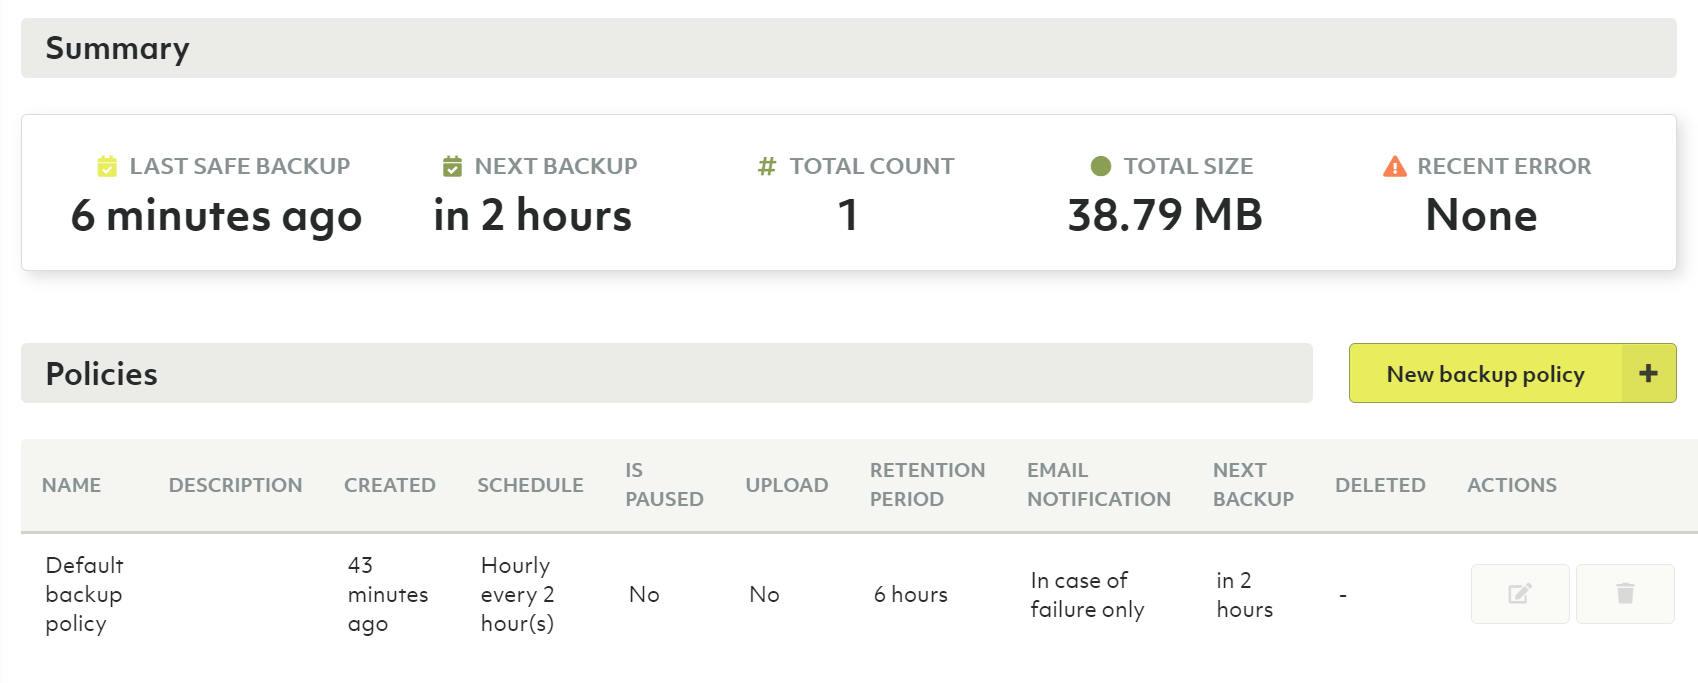 Summary
LAST SAFE BACKUP
6 minutes ago
NEXT BACKUP
in 2 hours
# TOTAL COUNT
1
TOTAL SIZE
38.79 MB
RECENT ERROR
None
Policies
New backup policy +
NAME
DESCRIPTION
CREATED
SCHEDULE
IS
PAUSED
UPLOAD
RETENTION
PERIOD
EMAIL
NOTIFICATION
NEXT
BACKUP
DELETED
ACTIONS
Default
backup
policy
43
minutes
ago
Hourly
every 2
hour(s)
No
No
6 hours
In case of
failure only
in 2
hours
-